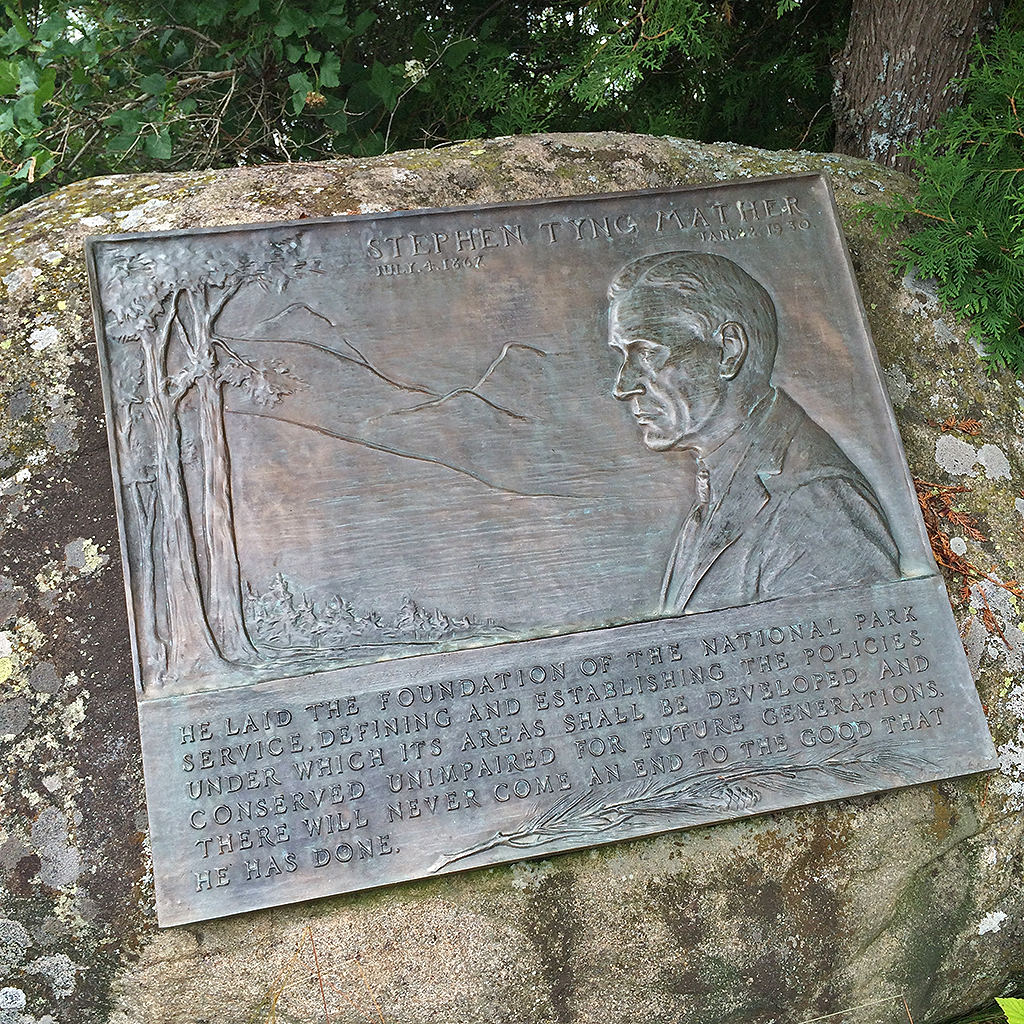 STEPHEN TYNG MATHER
JULY. 4. 1867 JAN. 22. 1930
HE LAID THE FOUNDATION OF THE NATIONAL PARK
SERVICE, DEFINING AND ESTABLISHING THE POLICIES
UNDER WHICH ITS AREAS SHALL BE DEVELOPED AND
CONSERVED UNIMPAIRED FOR FUTURE GENERATIONS.
THERE WILL NEVER COME AN END TO THE GOOD THAT
HE HAS DONE.